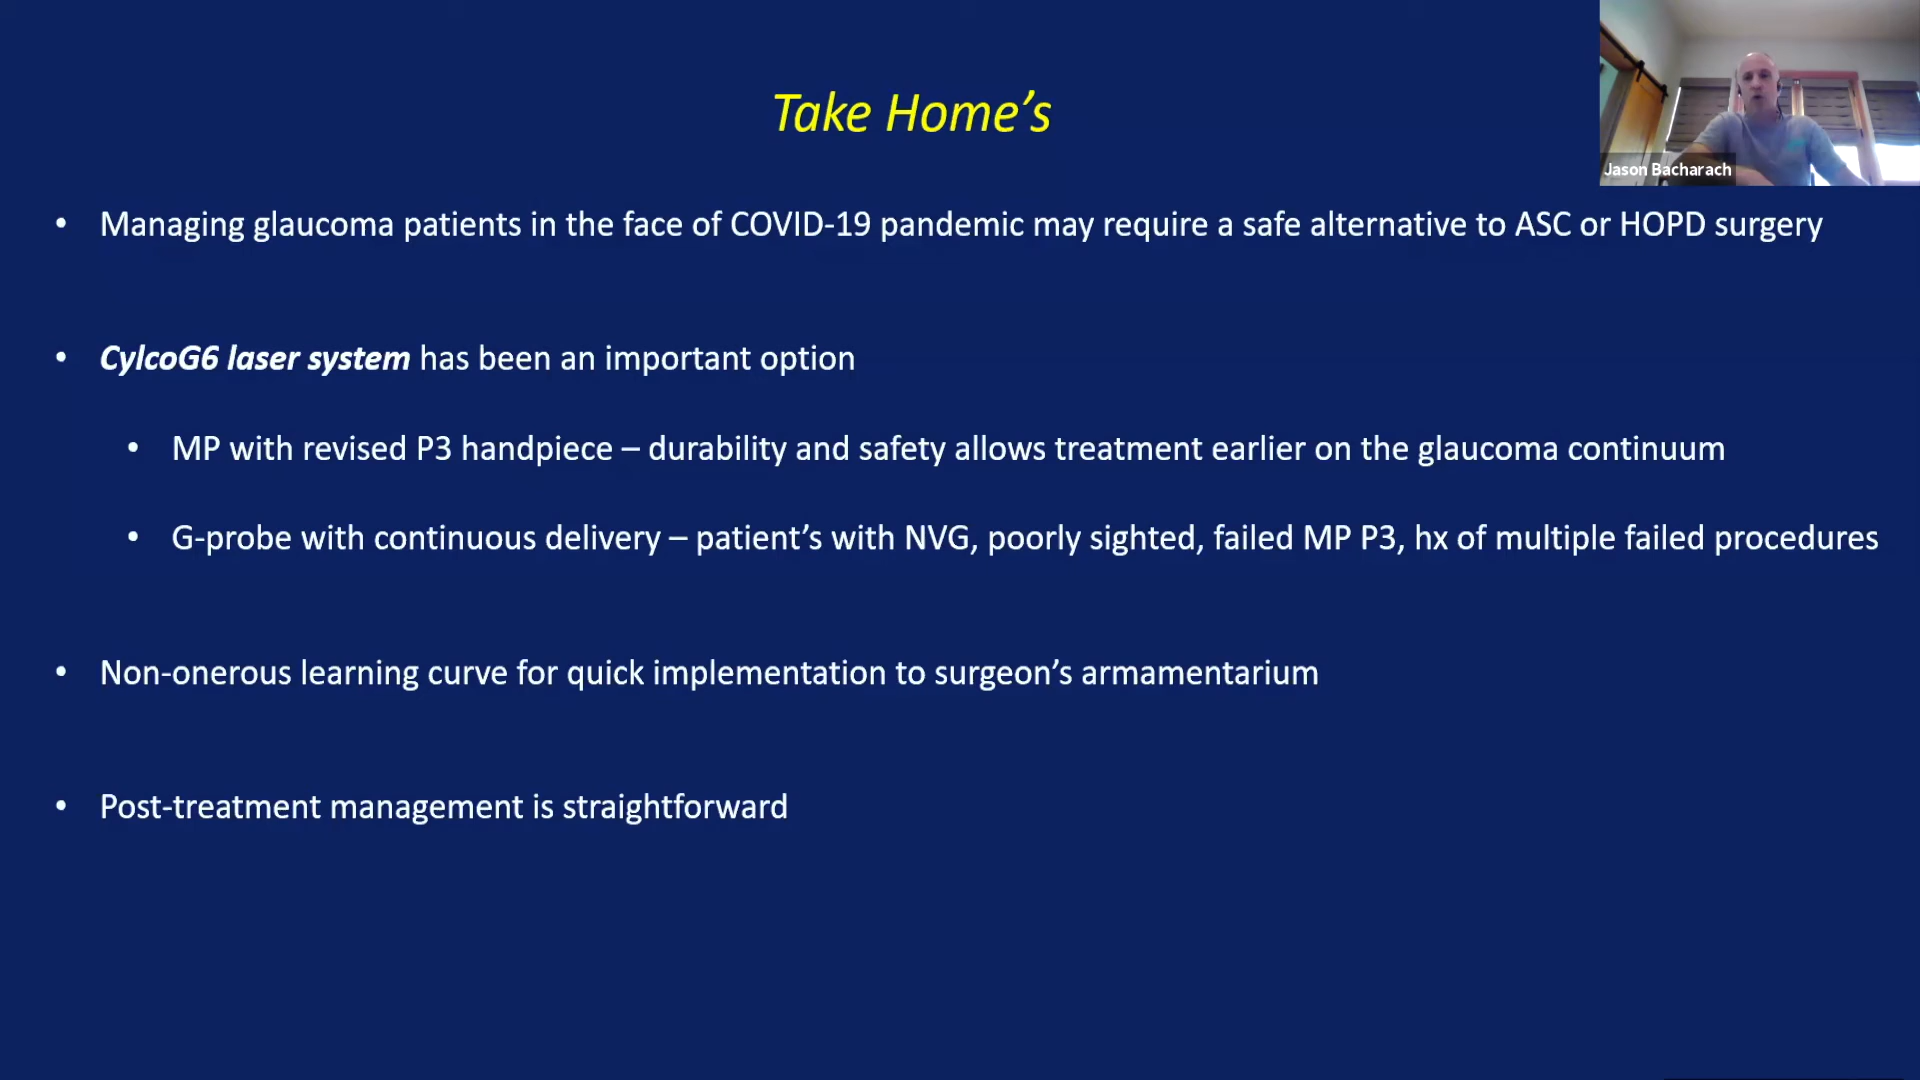 Take Home's
Jason Bacharach
• Managing glaucoma patients in the face of COVID-19 pandemic may require a safe alternative to ASC or HOPD surgery
• CylcoG6 laser system has been an important option
• MP with revised P3 handpiece – durability and safety allows treatment earlier on the glaucoma continuum
• G-probe with continuous delivery – patient's with NVG, poorly sighted, failed MP P3, hx of multiple failed procedures
• Non-onerous learning curve for quick implementation to surgeon's armamentarium
• Post-treatment management is straightforward